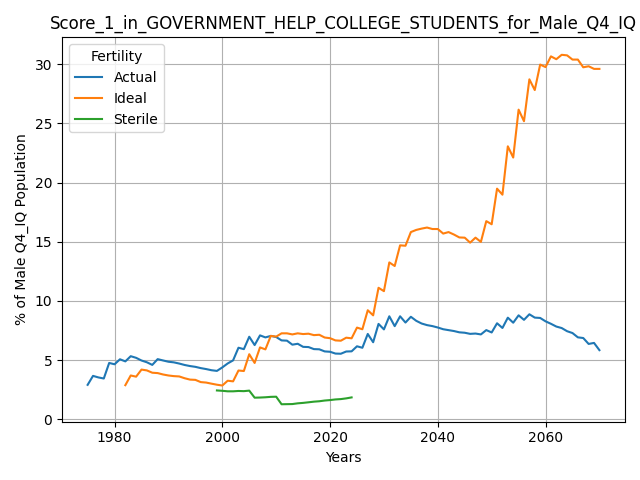 Score_1_in_GOVERNMENT_HELP_COLLEGE_STUDENTS_for_Male_Q4_IQ
Fertility
Actual
Ideal
Sterile
% of Male Q4_IQ Population
30
25
20
15
10
5
0
1980 2000 2020 2040 2060
Years